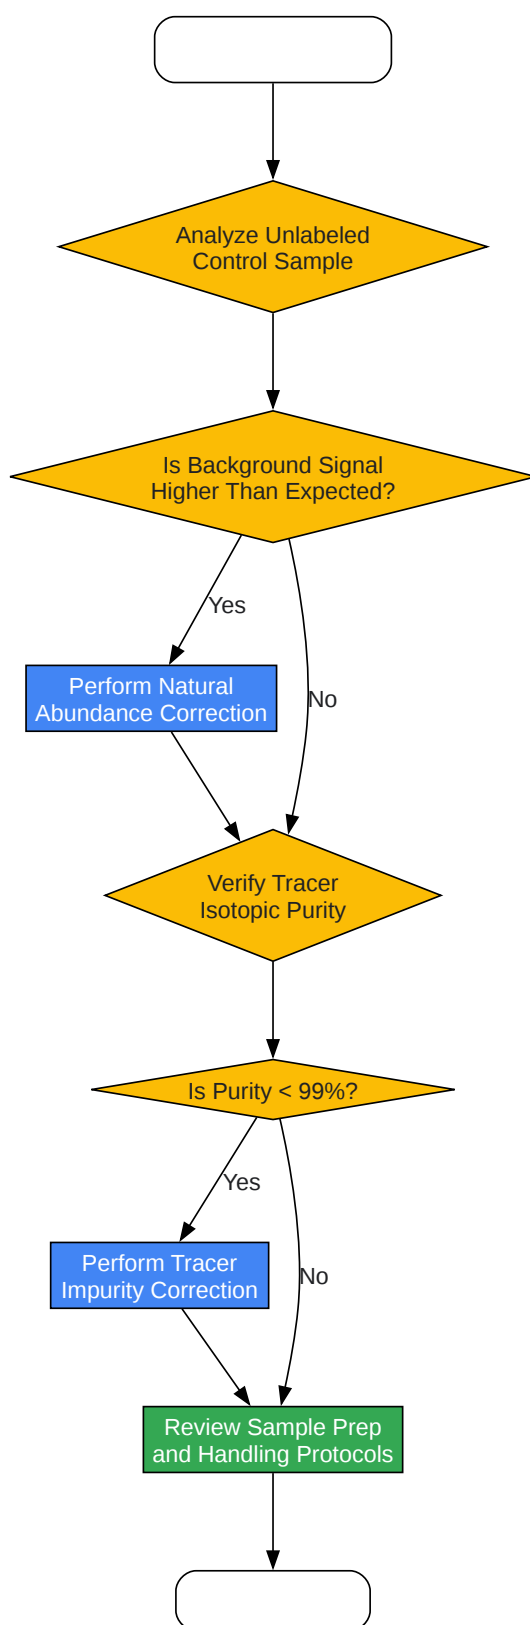 Analyze Unlabeled
Control Sample
Is Background Signal
Higher Than Expected?
Yes
Perform Natural
Abundance Correction
No
Verify Tracer
Isotopic Purity
Is Purity < 99%?
Yes
Perform Tracer
Impurity Correction
No
Review Sample Prep
and Handling Protocols